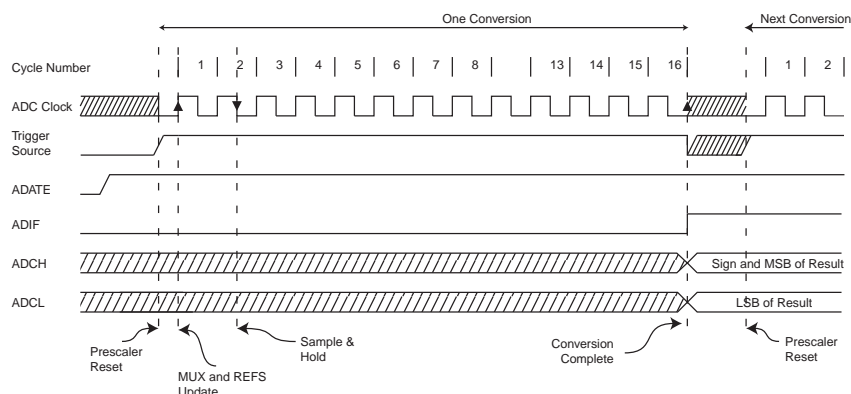 One Conversion
Next Conversion
Cycle Number
1 2 3 4 5 6 7 8 13 14 15 16 1 2
ADC Clock
Trigger
Source
ADATE
ADIF
ADCH
Sign and MSB of Result
ADCL
LSB of Result
Prescaler
Reset
MUX and REFS
Update
Sample &
Hold
Conversion
Complete
Prescaler
Reset